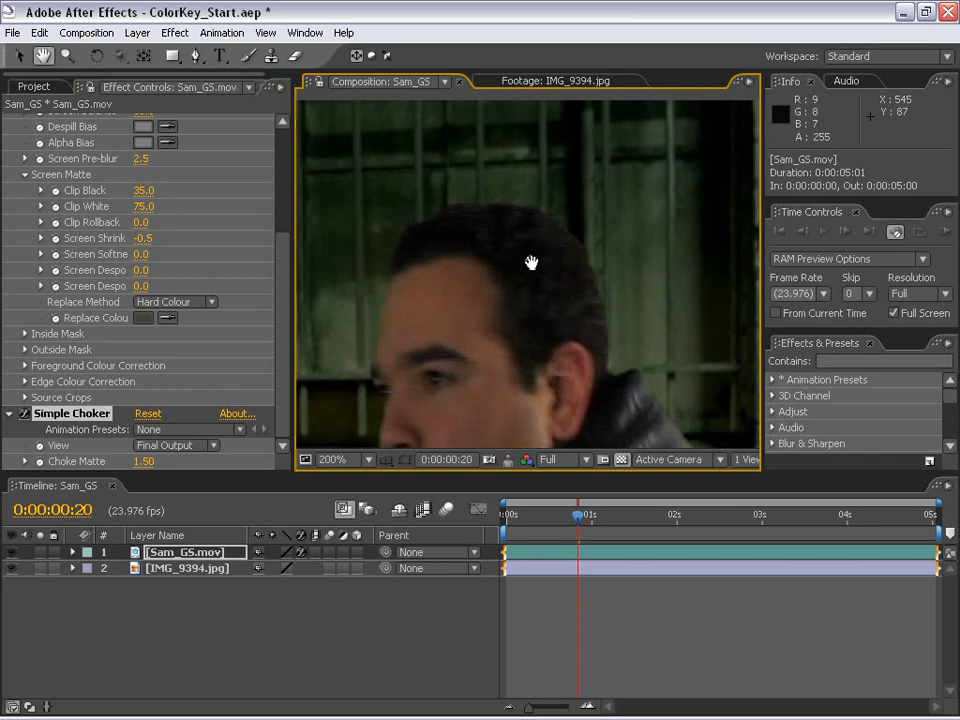 Adobe After Effects - ColorKey_Start.aep *
File Edit Composition Layer Effect Animation View Window Help
Workspace: Standard
Project Effect Controls: Sam_GS.mov
Sam_GS * Sam_GS.mov
Despill Bias
Alpha Bias
Screen Pre-blur 2.5
Screen Matte
Clip Black 35.0
Clip White 75.0
Clip Rollback 0.0
Screen Shrink -0.5
Screen Softne 0.0
Screen Despo 0.0
Screen Despo 0.0
Replace Method Hard Colour
Replace Colou
Inside Mask
Outside Mask
Foreground Colour Correction
Edge Colour Correction
Source Crops
Simple Choker Reset About...
Animation Presets: None
View Final Output
Choke Matte 1.50
Composition: Sam_GS Footage: IMG_9394.jpg
200% 0:00:00:20 Full Active Camera 1 View
Info Audio
R: 9 X: 545
G: 8 Y: 87
B: 7
A: 255
[Sam_GS.mov]
Duration: 0:00:05:01
In: 0:00:00:00, Out: 0:00:05:00
Time Controls
RAM Preview Options
Frame Rate Skip Resolution
(23.976) 0 Full
From Current Time Full Screen
Effects & Presets
Contains:
* Animation Presets
3D Channel
Adjust
Audio
Blur & Sharpen
Timeline: Sam_GS
0:00:00:20 (23.976 fps)
# Layer Name Parent
1 [Sam_GS.mov] None
2 [IMG_9394.jpg] None
:00s 01s 02s 03s 04s 05s